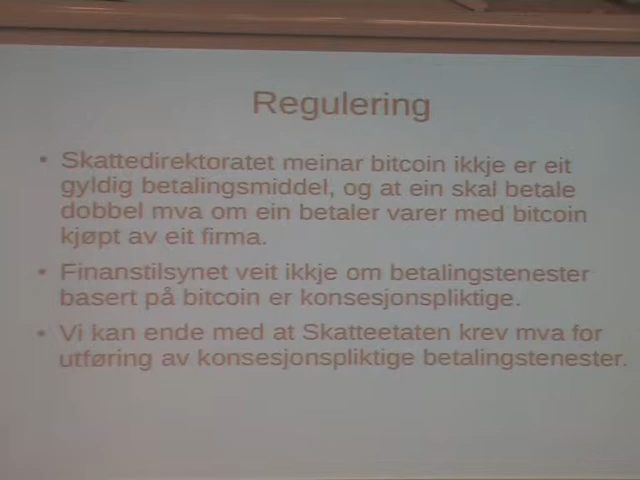 Regulering
• Skattedirektoratet meinar bitcoin ikkje er eit
gyldig betalingsmiddel, og at ein skal betale
dobbel mva om ein betaler varer med bitcoin
kjøpt av eit firma.
• Finanstilsynet veit ikkje om betalingstenester
basert på bitcoin er konsesjonspliktige.
• Vi kan ende med at Skatteetaten krev mva for
utføring av konsesjonspliktige betalingstenester.